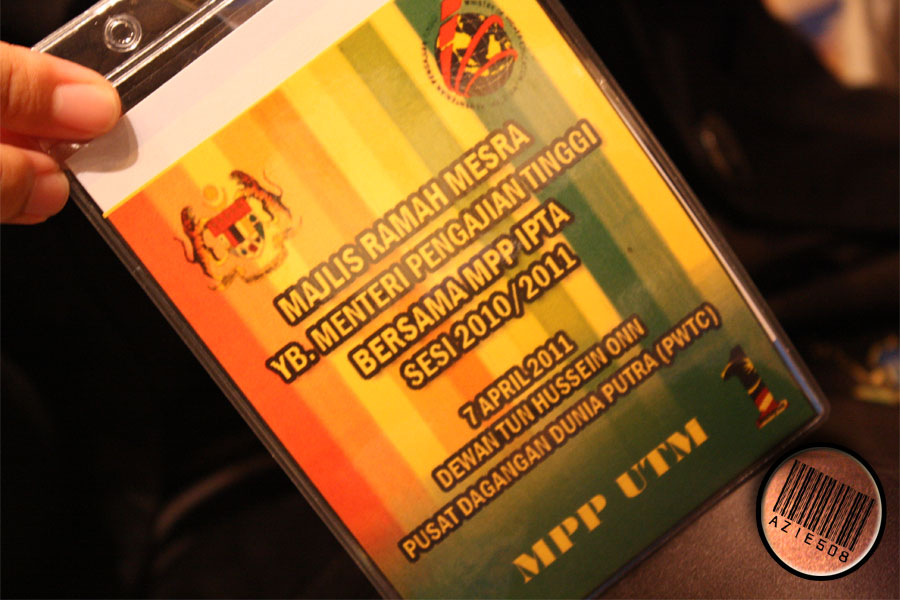 MAJLIS RAMAH MESRA
YB. MENTERI PENGAJIAN TINGGI
BERSAMA MPP IPTA
SESI 2010/2011
7 APRIL 2011
DEWAN TUN HUSSEIN ONN
PUSAT DAGANGAN DUNIA PUTRA (PWTC)
1
MPP UTM
AZIE508